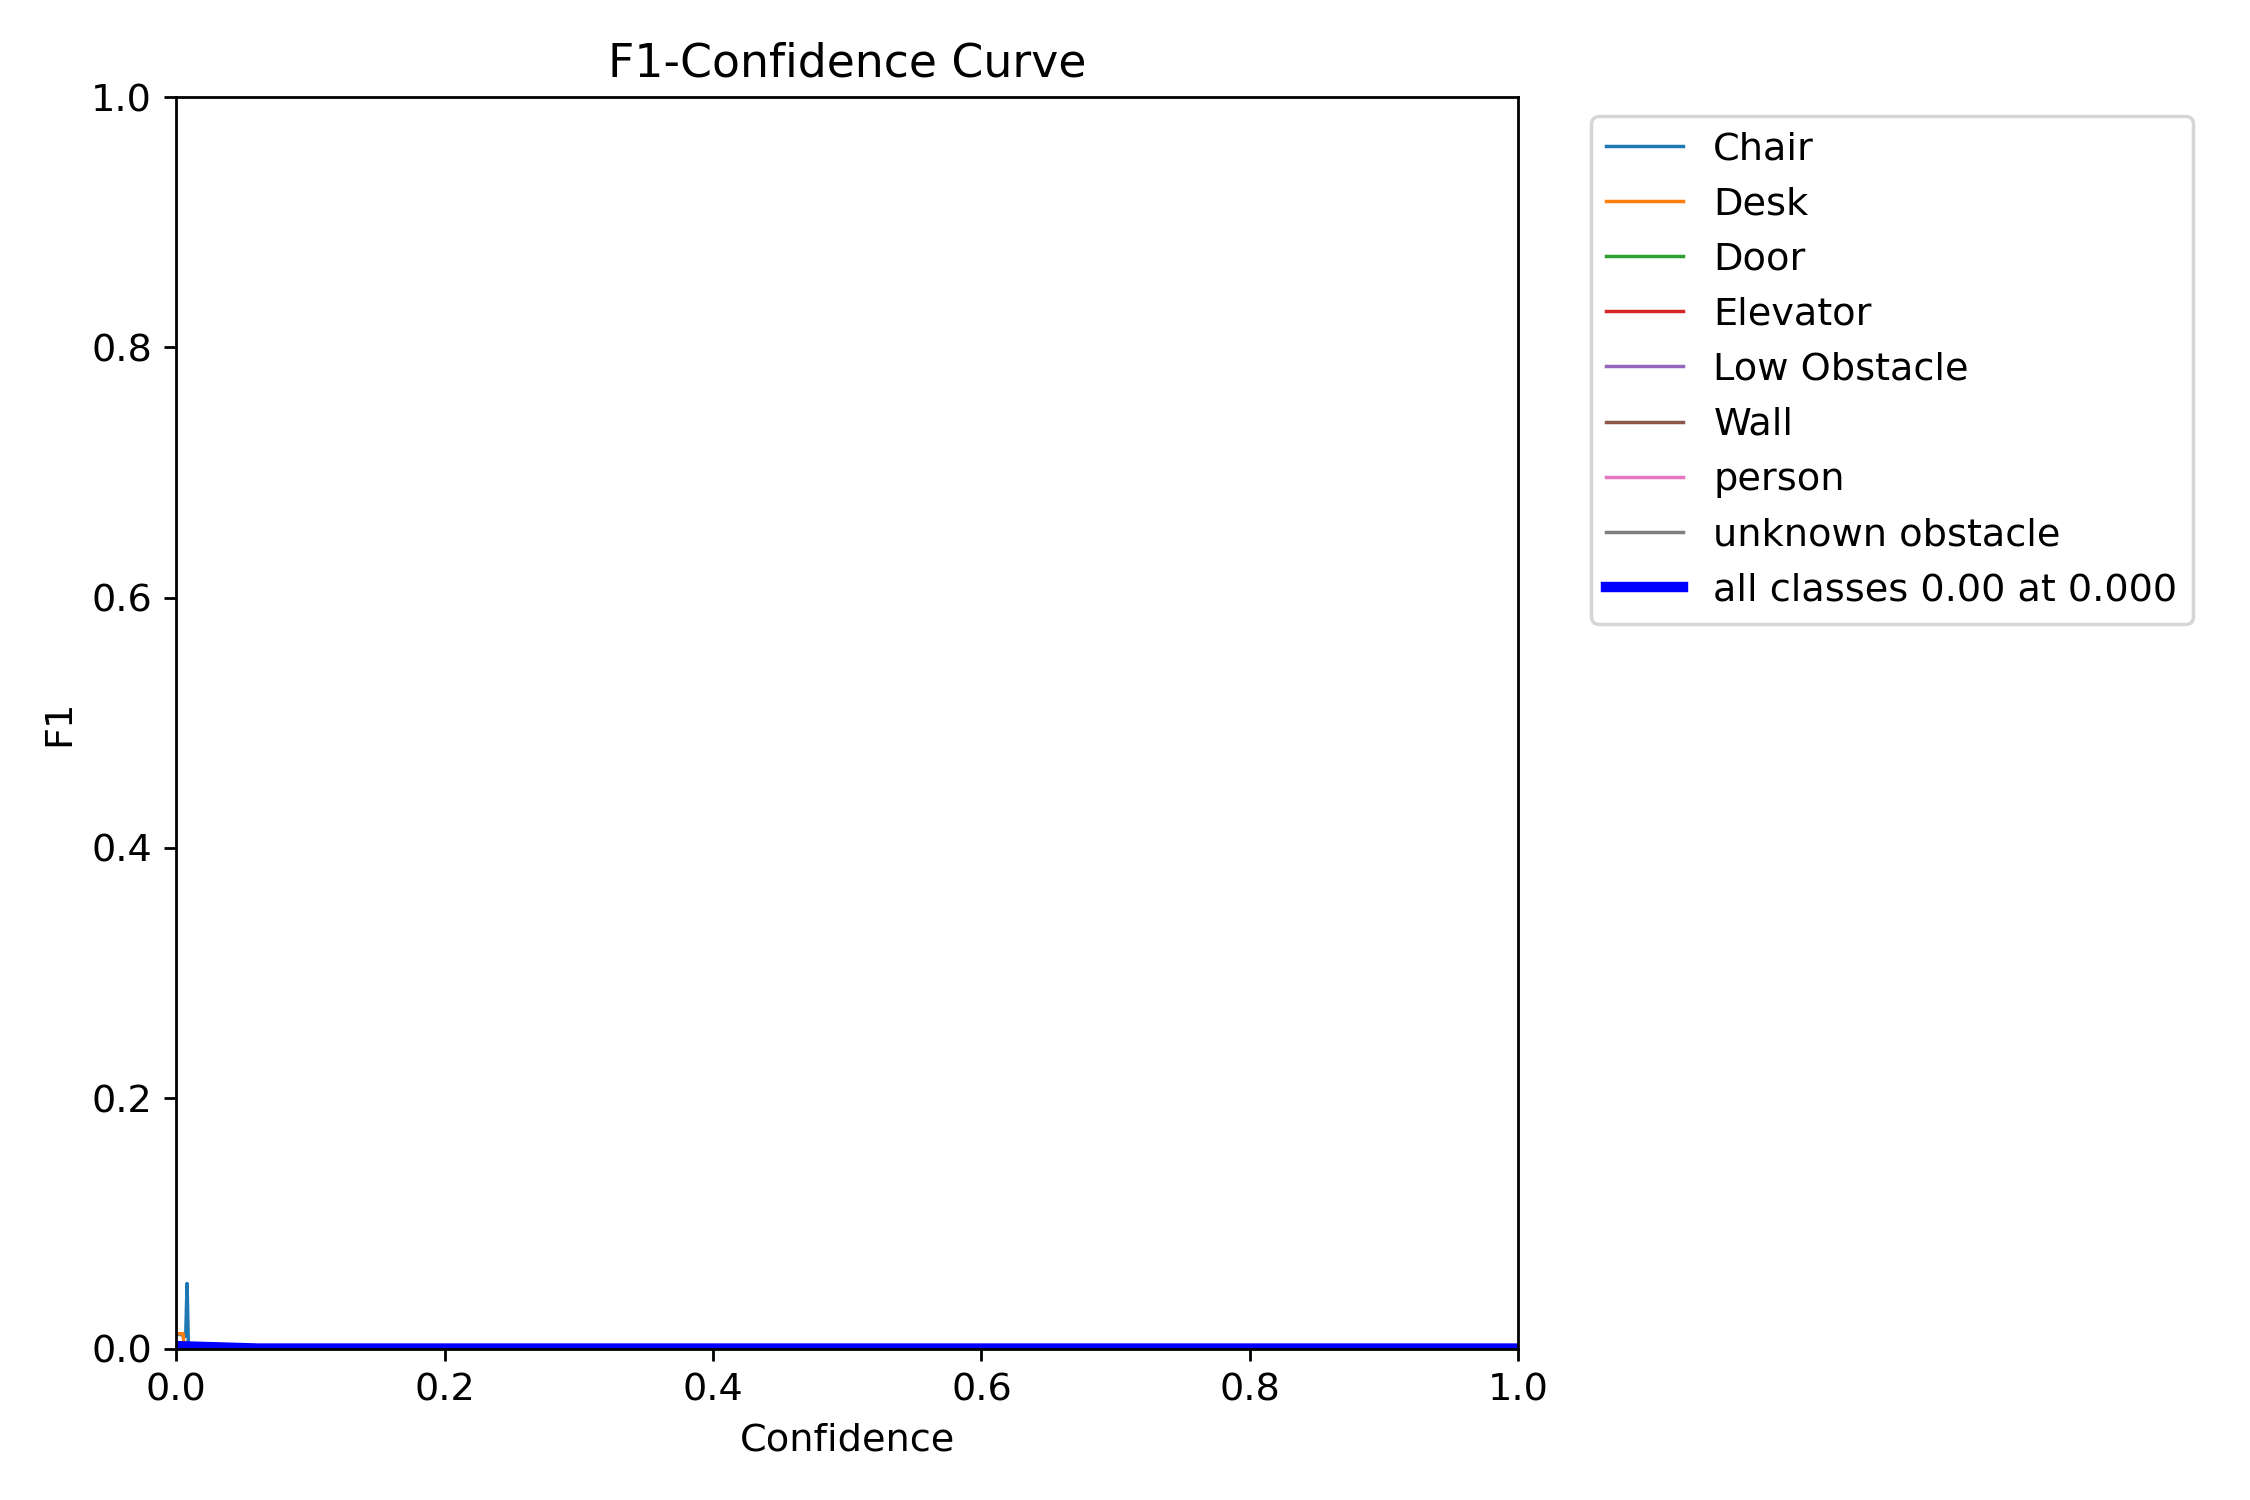 F1-Confidence Curve
1.0
0.8
0.6
0.4
0.2
0.0
F1
0.0 0.2 0.4 0.6 0.8 1.0
Confidence
Chair
Desk
Door
Elevator
Low Obstacle
Wall
person
unknown obstacle
all classes 0.00 at 0.000